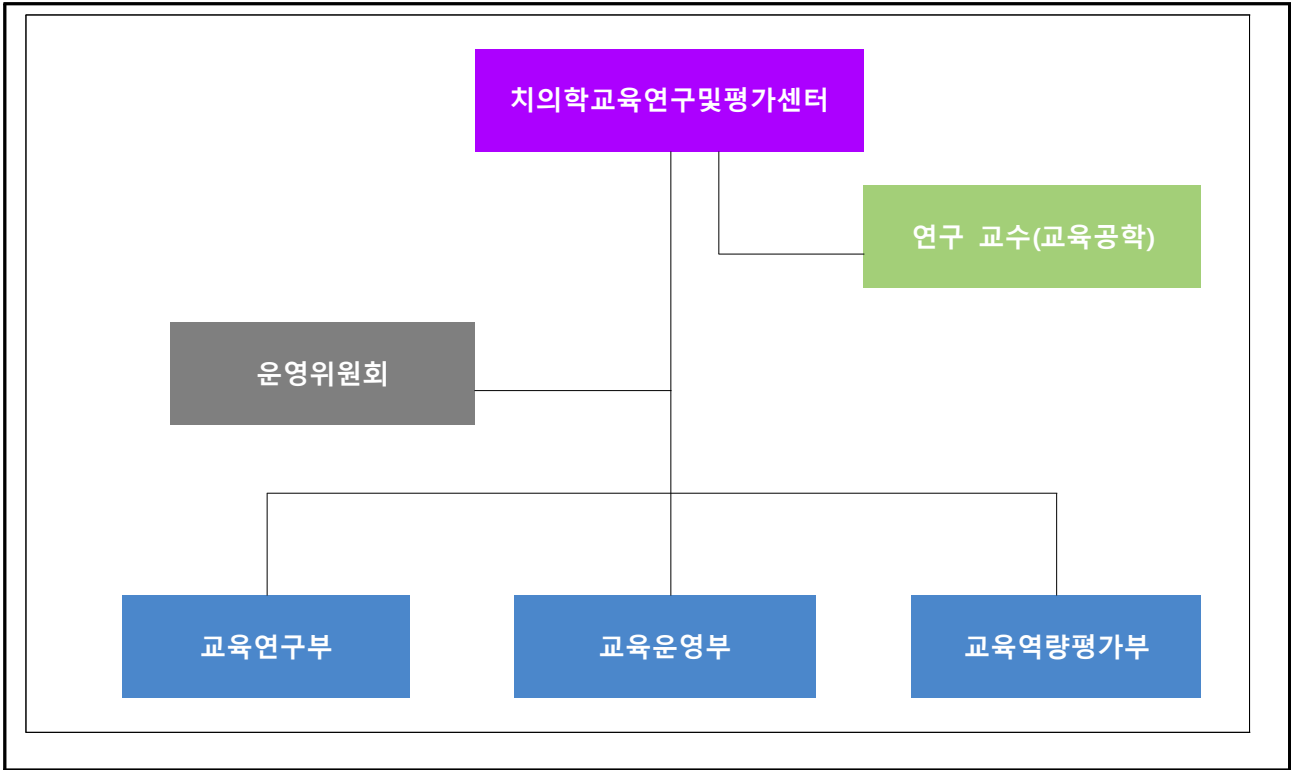 치의학교육연구및평가센터
연구 교수(교육공학)
운영위원회
교육연구부
교육운영부
교육역량평가부